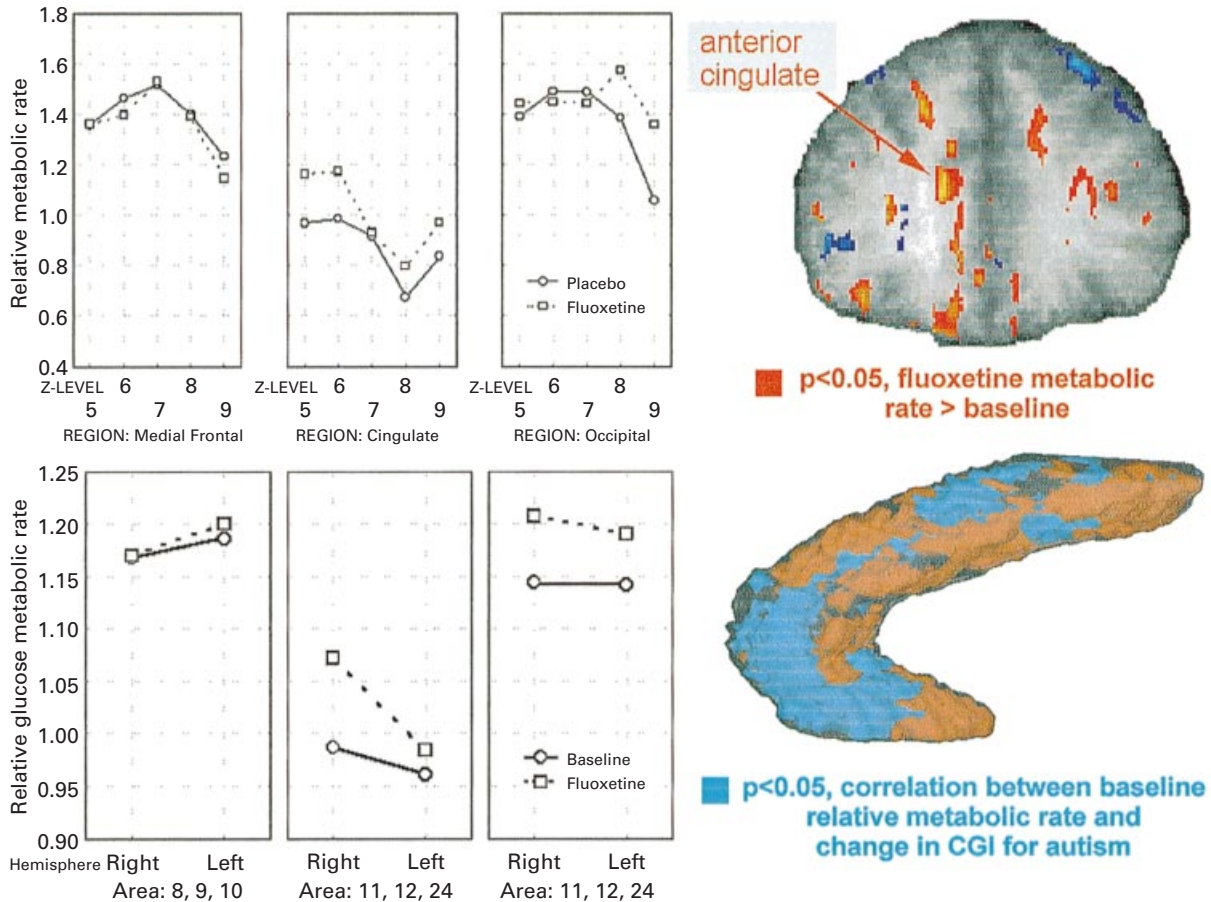 1.8
1.6
1.4
1.2
1.0
0.8
0.6
0.4
Relative metabolic rate
Placebo
Fluoxetine
Z-LEVEL 6 8
5 7 9
REGION: Medial Frontal
Z-LEVEL 6 8
5 7 9
REGION: Cingulate
Z-LEVEL 6 8
5 7 9
REGION: Occipital
anterior
cingulate
p<0.05, fluoxetine metabolic
rate > baseline
1.25
1.20
1.15
1.10
1.05
1.00
0.95
0.90
Relative glucose metabolic rate
Baseline
Fluoxetine
Hemisphere Right Left
Area: 8, 9, 10
Right Left
Area: 11, 12, 24
Right Left
Area: 11, 12, 24
p<0.05, correlation between baseline
relative metabolic rate and
change in CGI for autism